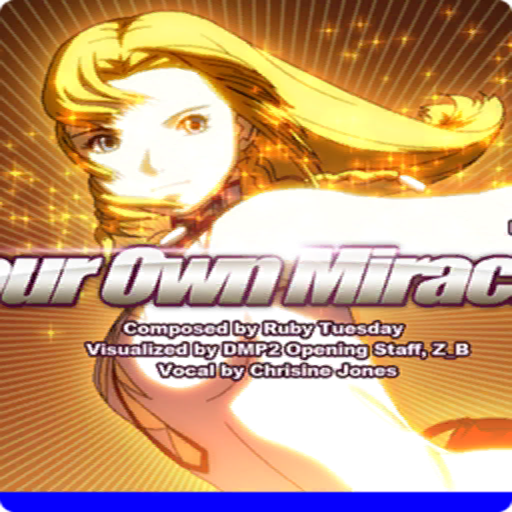 our Own Mirac
Composed by Ruby Tuesday
Visualized by DMP2 Opening Staff, Z_B
Vocal by Chrisine Jones